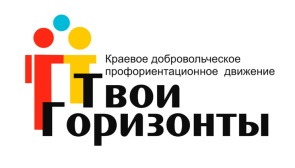 Краевое добровольческое
профориентационное движение
Твои
Горизонты